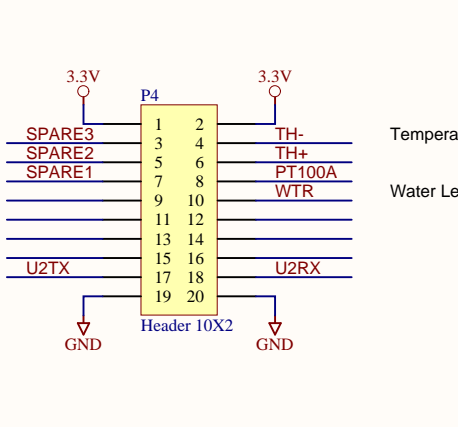 3.3V 3.3V
P4
1 2
SPARE3 3 4 TH-
SPARE2 5 6 TH+
SPARE1 7 8 PT100A
9 10 WTR
11 12
13 14
15 16
U2TX 17 18 U2RX
19 20
Header 10X2
GND GND
Tempera
Water Le